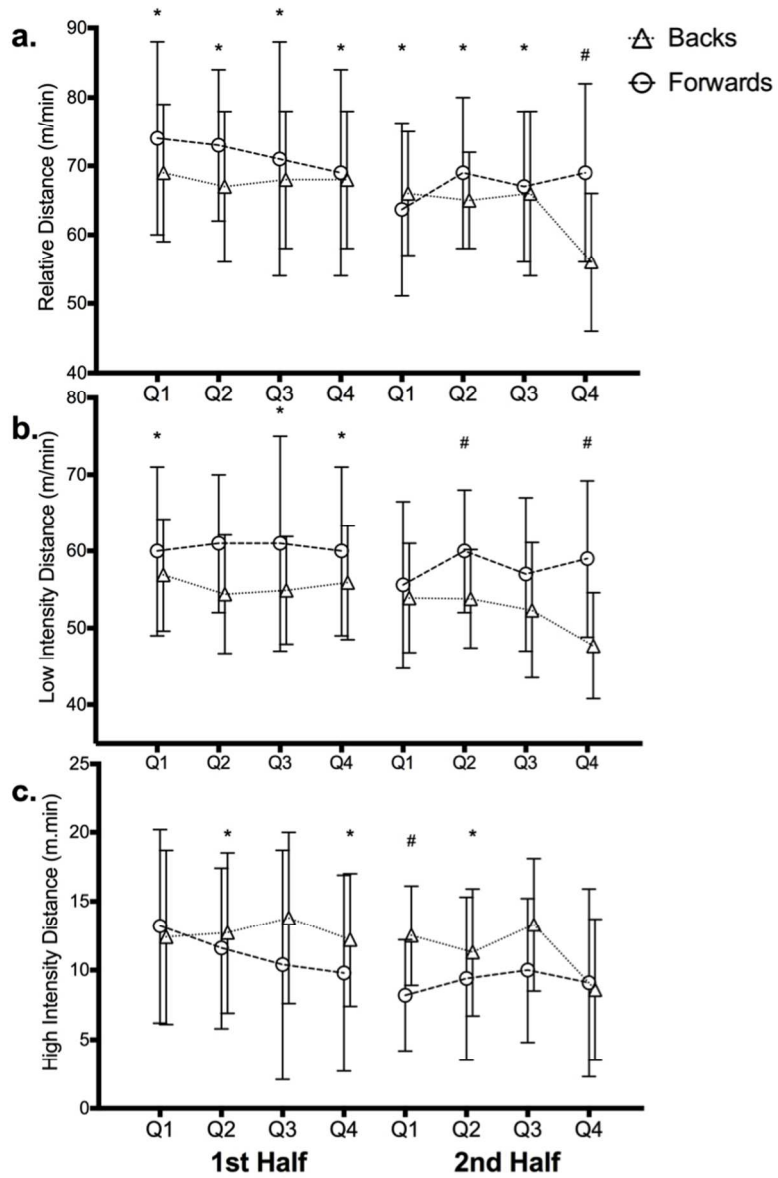 a.
90
80
70
60
50
40
Relative Distance (m/min)
* * * * * * * #
Backs
Forwards
Q1 Q2 Q3 Q4 Q1 Q2 Q3 Q4
b.
80
70
60
50
40
Low Intensity Distance (m/min)
* * * # #
Q1 Q2 Q3 Q4 Q1 Q2 Q3 Q4
c.
25
20
15
10
5
0
High Intensity Distance (m.min)
* * # *
Q1 Q2 Q3 Q4 Q1 Q2 Q3 Q4
1st Half 2nd Half